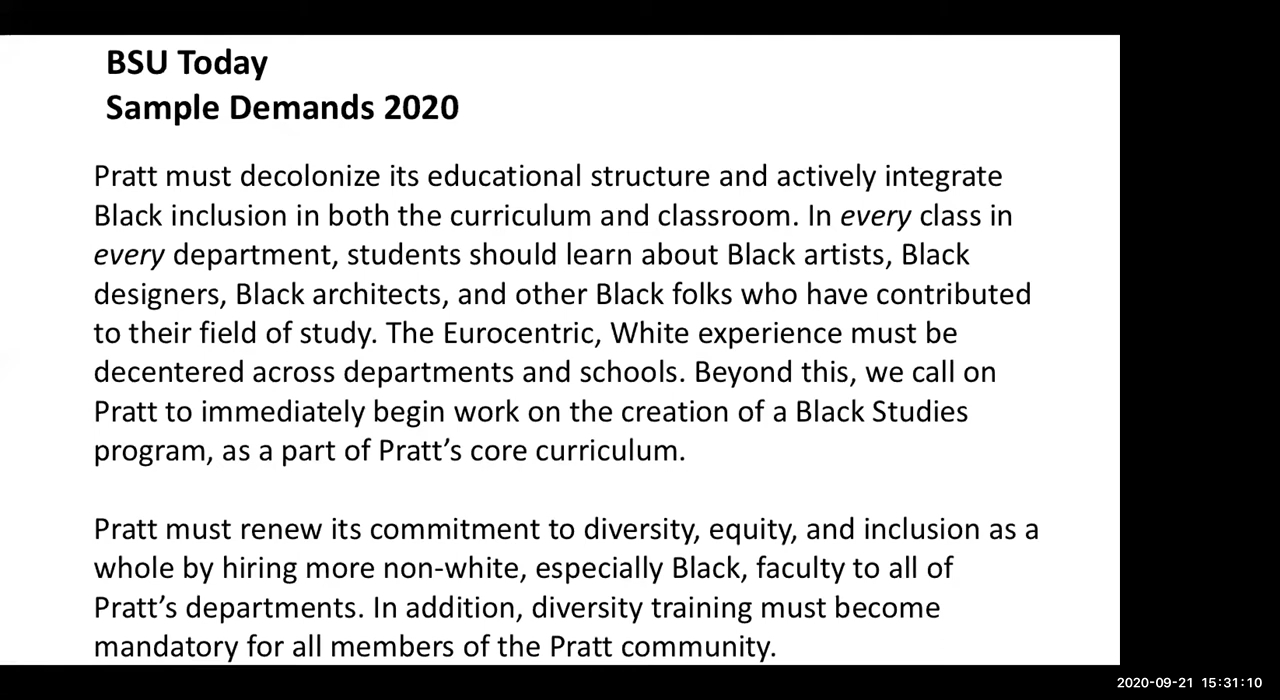 BSU Today
Sample Demands 2020
Pratt must decolonize its educational structure and actively integrate
Black inclusion in both the curriculum and classroom. In every class in
every department, students should learn about Black artists, Black
designers, Black architects, and other Black folks who have contributed
to their field of study. The Eurocentric, White experience must be
decentered across departments and schools. Beyond this, we call on
Pratt to immediately begin work on the creation of a Black Studies
program, as a part of Pratt’s core curriculum.
Pratt must renew its commitment to diversity, equity, and inclusion as a
whole by hiring more non-white, especially Black, faculty to all of
Pratt’s departments. In addition, diversity training must become
mandatory for all members of the Pratt community.
2020-09-21 15:31:10